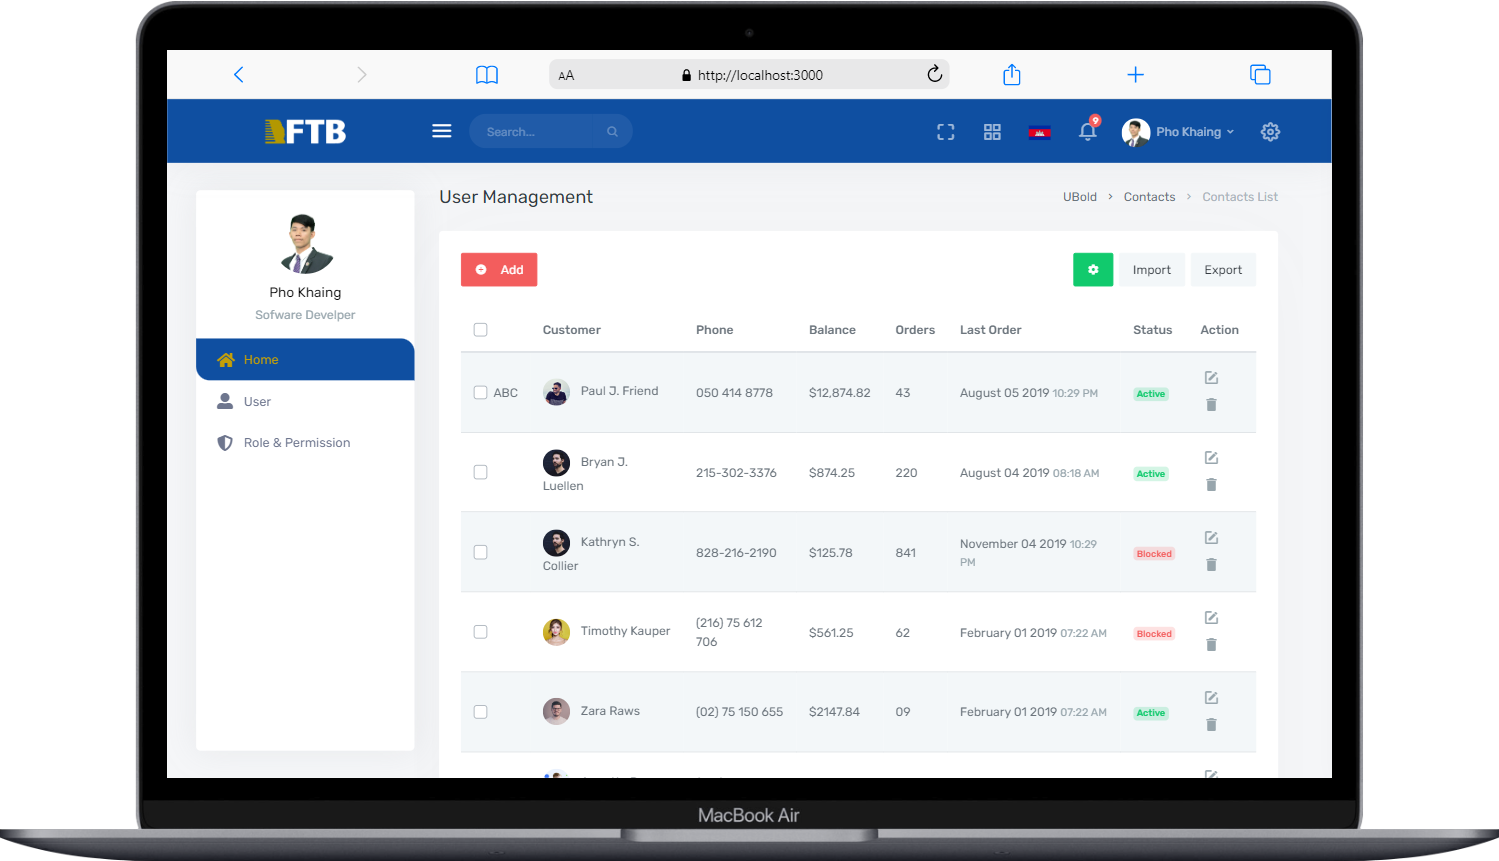 AA
http://localhost:3000
FTB
Search...
9
Pho Khaing
Pho Khaing
Sofware Develper
Home
User
Role & Permission
User Management
UBold > Contacts > Contacts List
Add
Import
Export
Customer Phone Balance Orders Last Order Status Action
ABC Paul J. Friend 050 414 8778 $12,874.82 43 August 05 2019 10:29 PM Active
Bryan J.
Luellen
215-302-3376 $874.25 220 August 04 2019 08:18 AM Active
Kathryn S.
Collier
828-216-2190 $125.78 841
November 04 2019 10:29
PM
Blocked
Timothy Kauper
(216) 75 612
706
$561.25 62 February 01 2019 07:22 AM Blocked
Zara Raws (02) 75 150 655 $2147.84 09 February 01 2019 07:22 AM Active
MacBook Air